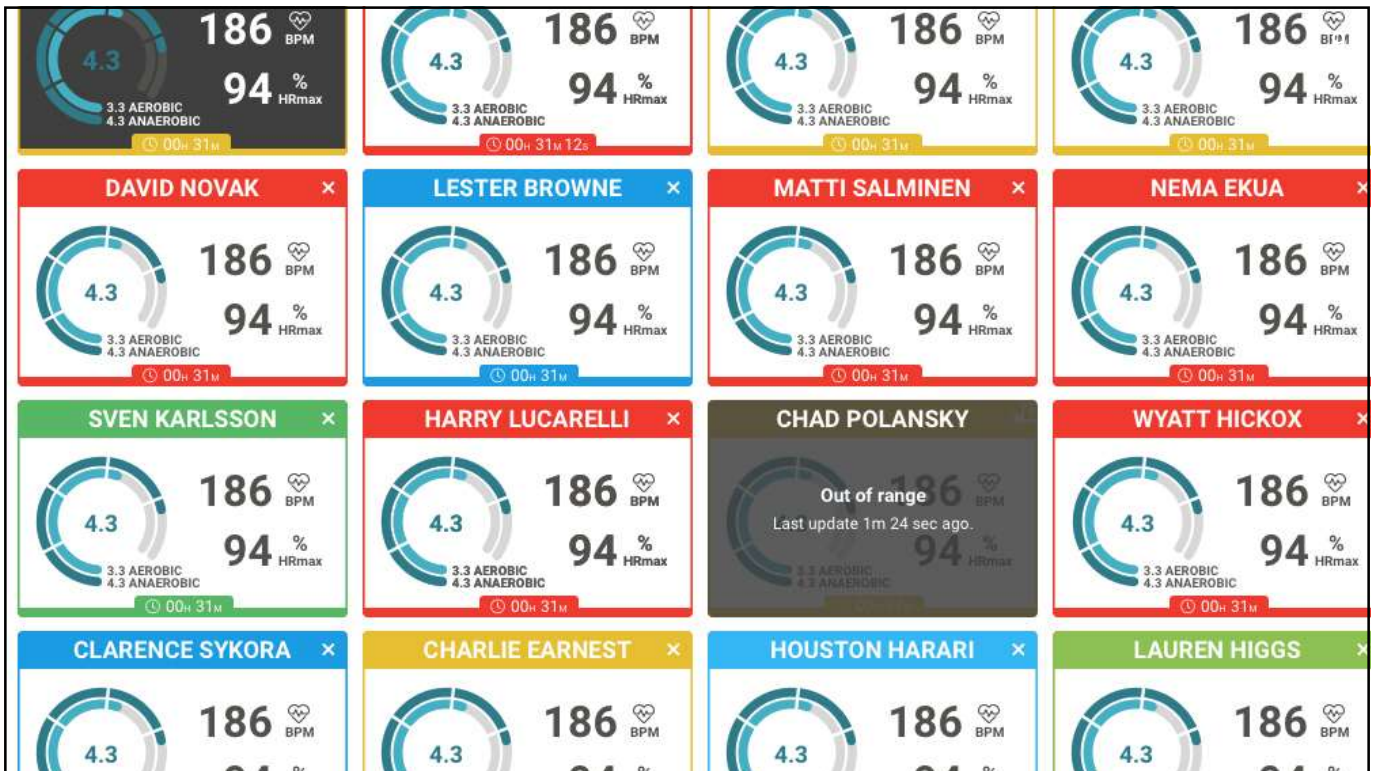 186 BPM 186 BPM 186 BPM 186
4.3 4.3 4.3 4.3
94 % HRmax 94 % HRmax 94 % HRmax 94 % HRmax
3.3 AEROBIC 3.3 AEROBIC 3.3 AEROBIC 3.3 AEROBIC
4.3 ANAEROBIC 4.3 ANAEROBIC 4.3 ANAEROBIC 4.3 ANAEROBIC
00H 31M 00H 31M 12S 00H 31M 00H 31M
DAVID NOVAK × LESTER BROWNE × MATTI SALMINEN × NEMA EKUA ×
186 BPM 186 BPM 186 BPM 186 BPM
4.3 4.3 4.3 4.3
94 % HRmax 94 % HRmax 94 % HRmax 94 % HRmax
3.3 AEROBIC 3.3 AEROBIC 3.3 AEROBIC 3.3 AEROBIC
4.3 ANAEROBIC 4.3 ANAEROBIC 4.3 ANAEROBIC 4.3 ANAEROBIC
00H 31M 00H 31M 00H 31M 00H 31M
SVEN KARLSSON × HARRY LUCARELLI × CHAD POLANSKY WYATT HICKOX ×
186 BPM 186 BPM 186 186 BPM
Out of range
4.3 4.3 Last update 1m 24 sec ago. 4.3
94 % HRmax 94 % HRmax 94 % HRmax 94 % HRmax
3.3 AEROBIC 3.3 AEROBIC 3.3 AEROBIC 3.3 AEROBIC
4.3 ANAEROBIC 4.3 ANAEROBIC 4.3 ANAEROBIC 4.3 ANAEROBIC
00H 31M 00H 31M 00H 31M
CLARENCE SYKORA × CHARLIE EARNEST × HOUSTON HARARI × LAUREN HIGGS ×
186 BPM 186 BPM 186 BPM 186 BPM
4.3 4.3 4.3 4.3